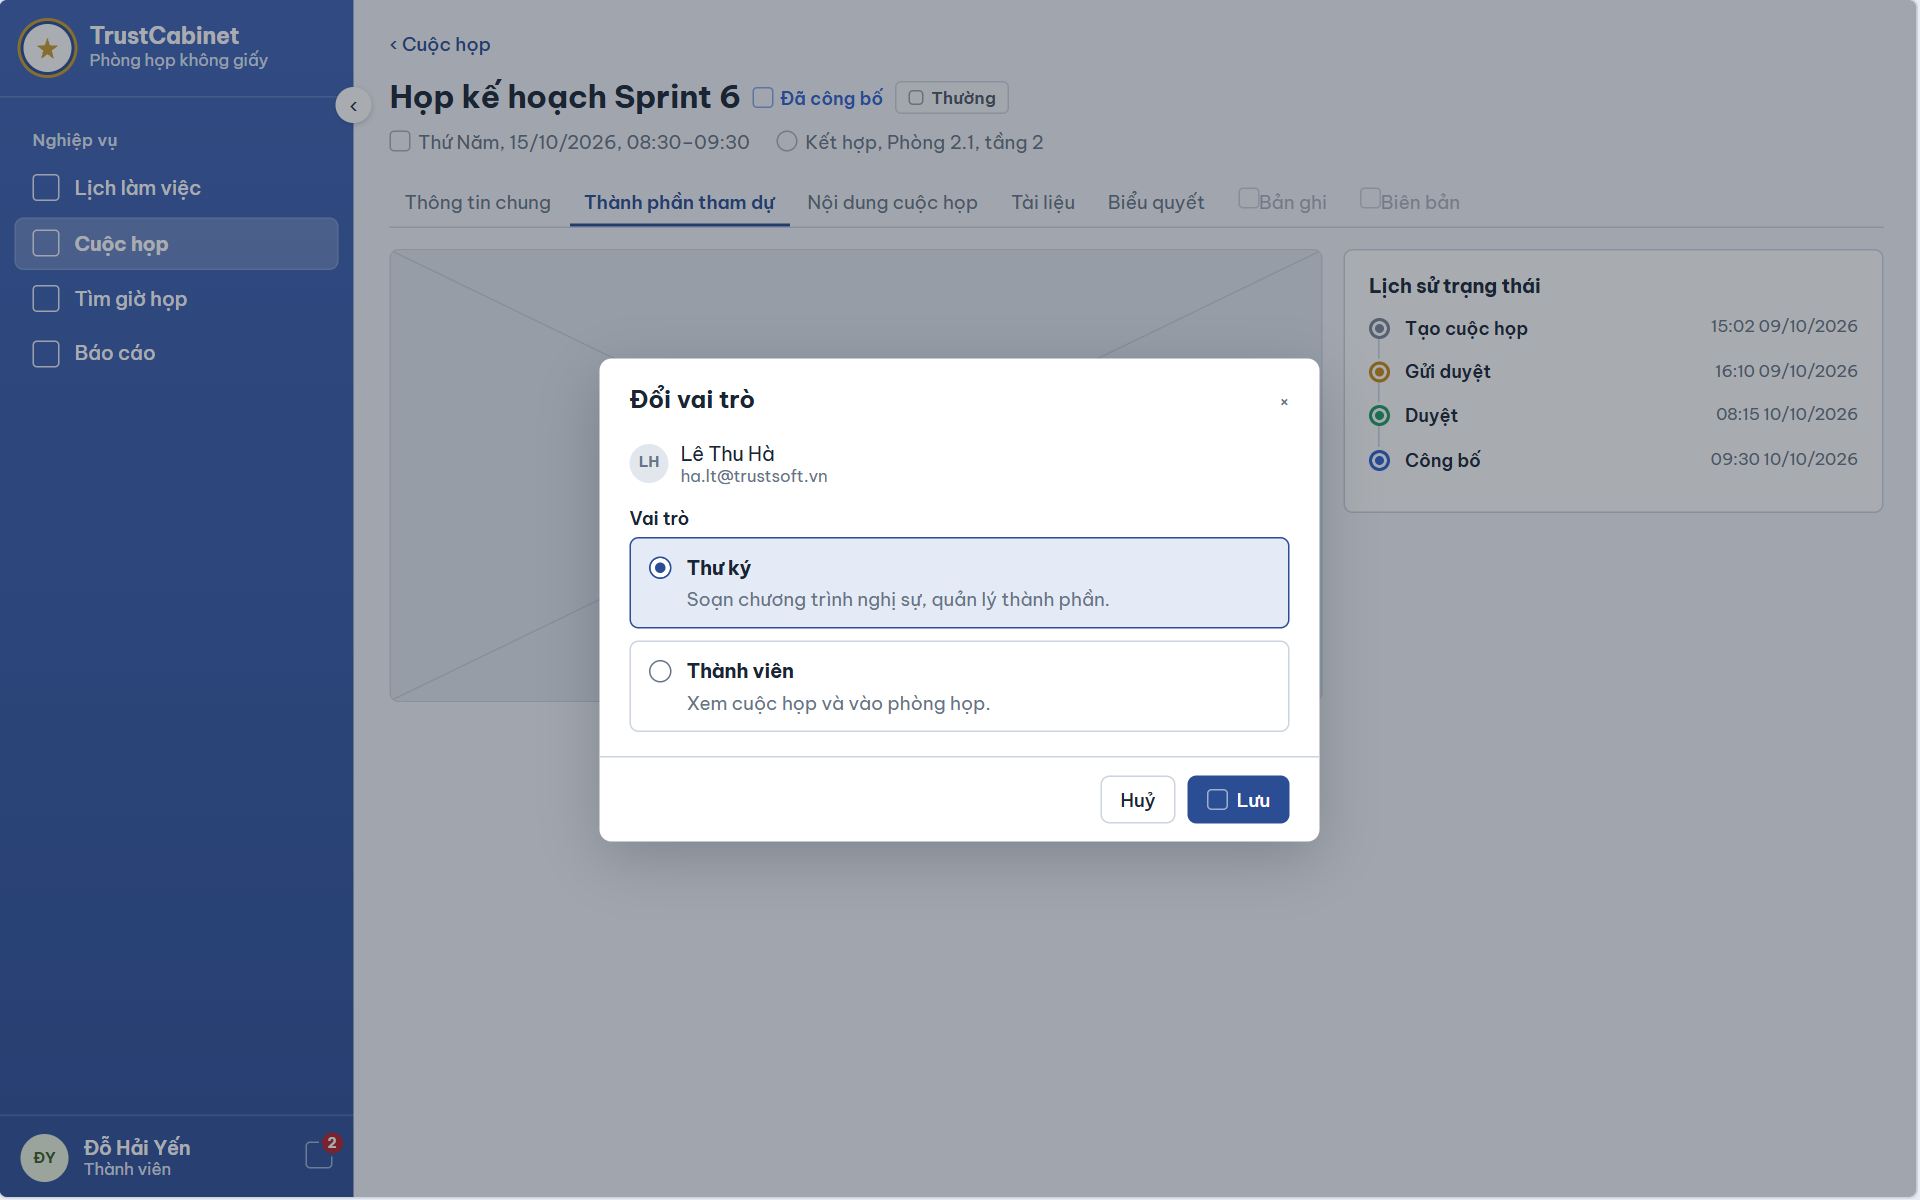 TrustCabinet
Phòng họp không giấy
Nghiệp vụ
Lịch làm việc
Cuộc họp
Tìm giờ họp
Báo cáo
ĐY
Đỗ Hải Yến
Thành viên
2
‹ Cuộc họp
Họp kế hoạch Sprint 6
Đã công bố
Thường
Thứ Năm, 15/10/2026, 08:30–09:30
Kết hợp, Phòng 2.1, tầng 2
Thông tin chung
Thành phần tham dự
Nội dung cuộc họp
Tài liệu
Biểu quyết
Bản ghi
Biên bản
Lịch sử trạng thái
Tạo cuộc họp 15:02 09/10/2026
Gửi duyệt 16:10 09/10/2026
Duyệt 08:15 10/10/2026
Công bố 09:30 10/10/2026
Đổi vai trò
×
LH
Lê Thu Hà
ha.lt@trustsoft.vn
Vai trò
Thư ký
Soạn chương trình nghị sự, quản lý thành phần.
Thành viên
Xem cuộc họp và vào phòng họp.
Huỷ
Lưu